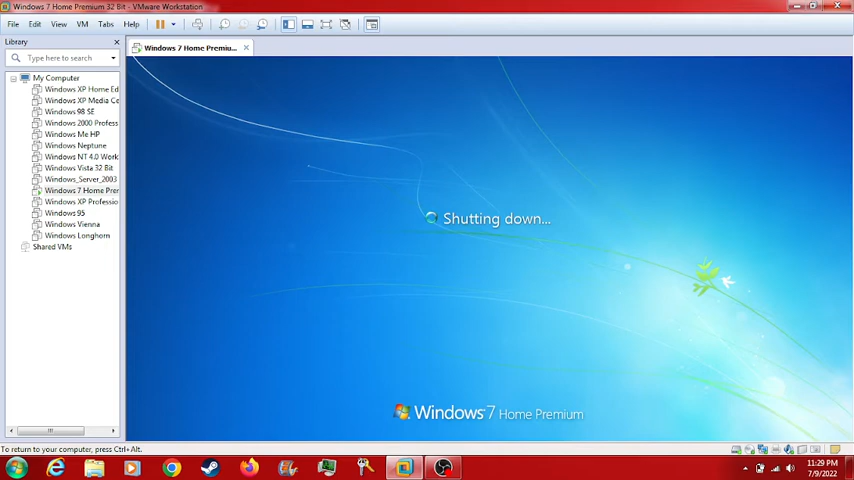 Windows 7 Home Premium 32 Bit - VMware Workstation
File Edit View VM Tabs Help
Library
Type here to search
My Computer
Windows XP Home Ed
Windows XP Media Ce
Windows 98 SE
Windows 2000 Profess
Windows Me HP
Windows Neptune
Windows NT 4.0 Work
Windows Vista 32 Bit
Windows_Server_2003
Windows 7 Home Prer
Windows XP Professio
Windows 95
Windows Vienna
Windows Longhorn
Shared VMs
Windows 7 Home Premiu...
Shutting down...
Windows 7 Home Premium
To return to your computer, press Ctrl+Alt.
11:29 PM
7/9/2022